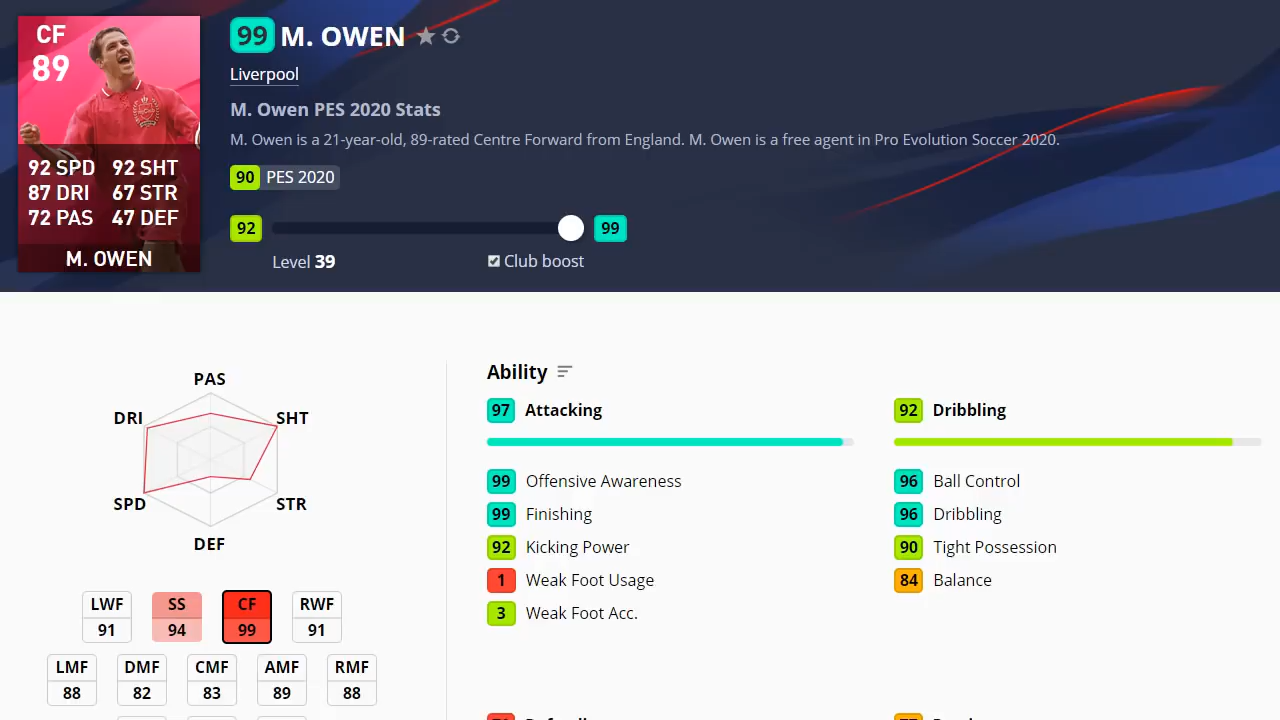 CF
89
92 SPD 92 SHT
87 DRI 67 STR
72 PAS 47 DEF
M. OWEN
99 M. OWEN
Liverpool
M. Owen PES 2020 Stats
M. Owen is a 21-year-old, 89-rated Centre Forward from England. M. Owen is a free agent in Pro Evolution Soccer 2020.
90 PES 2020
92 99
Level 39 Club boost
PAS
DRI SHT
SPD STR
DEF
LWF SS CF RWF
91 94 99 91
LMF DMF CMF AMF RMF
88 82 83 89 88
Ability
97 Attacking
99 Offensive Awareness
99 Finishing
92 Kicking Power
1 Weak Foot Usage
3 Weak Foot Acc.
92 Dribbling
96 Ball Control
96 Dribbling
90 Tight Possession
84 Balance